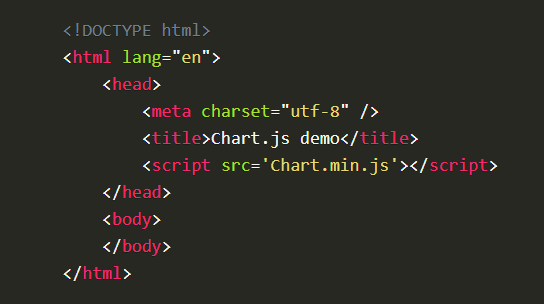 <!DOCTYPE html>
<html lang="en">
<head>
<meta charset="utf-8" />
<title>Chart.js demo</title>
<script src='Chart.min.js'></script>
</head>
<body>
</body>
</html>